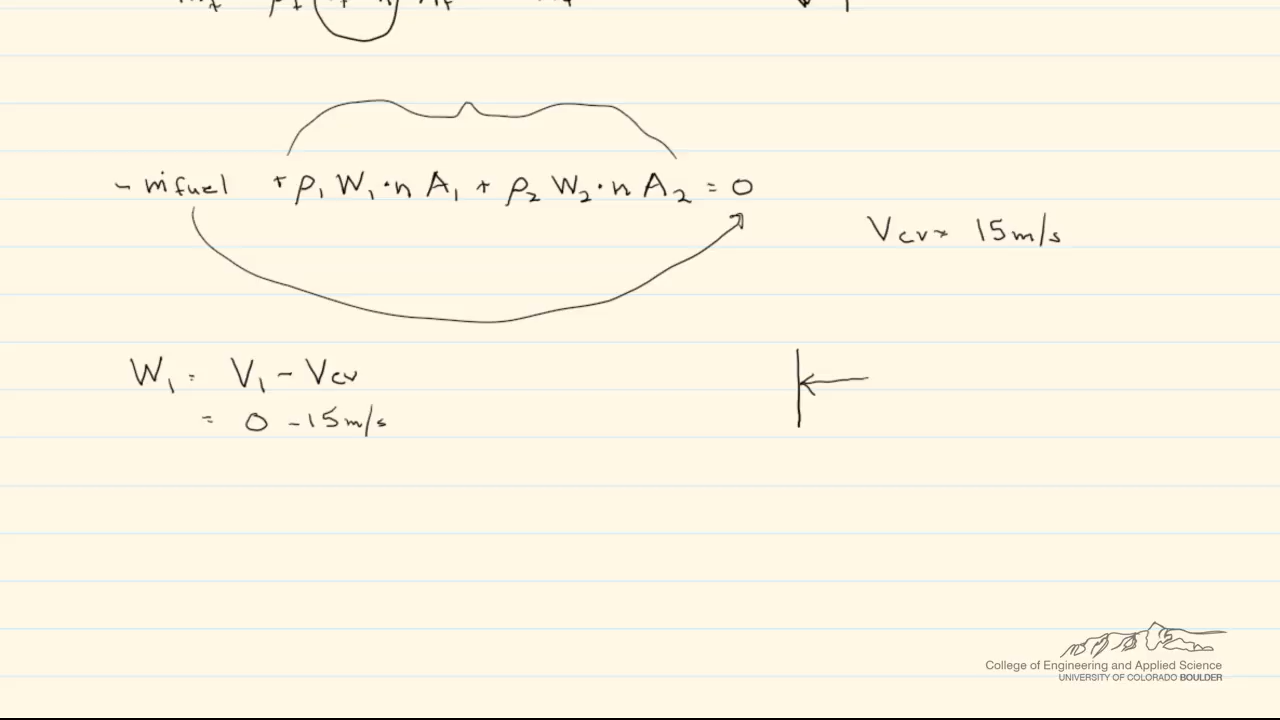 - ṁfuel + ρ₁ W₁·n A₁ + ρ₂ W₂·n A₂ = 0
Vcv = 15m/s
W₁ = V₁ - Vcv
= 0 - 15m/s
College of Engineering and Applied Science
UNIVERSITY OF COLORADO BOULDER